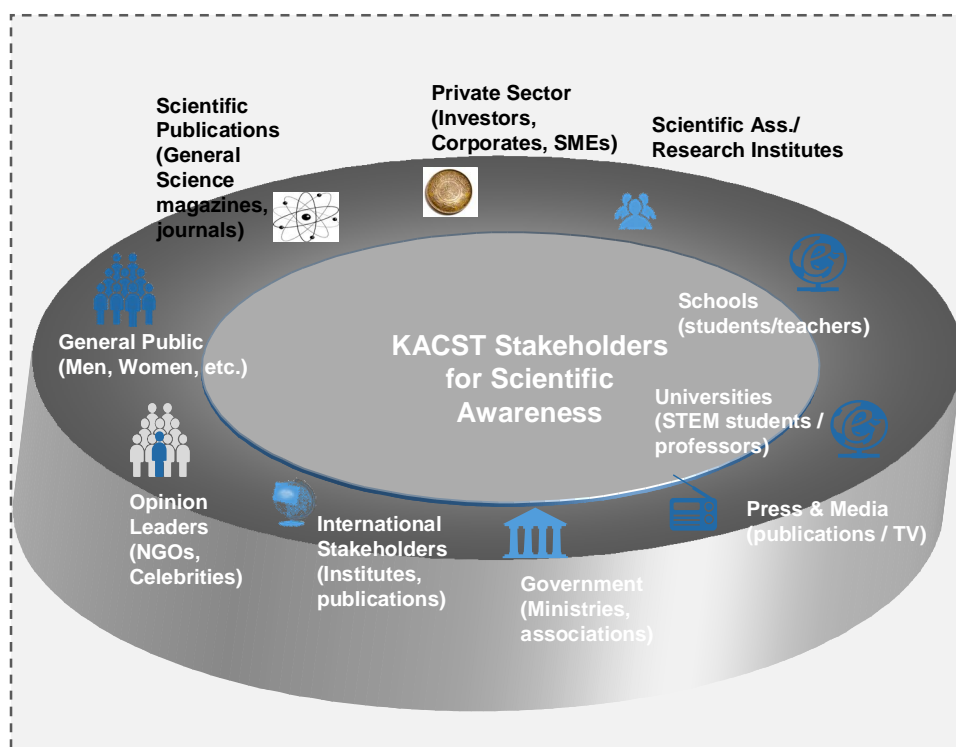 Scientific
Publications
(General
Science
magazines,
journals)
Private Sector
(Investors,
Corporates, SMEs)
Scientific Ass./
Research Institutes
Schools
(students/teachers)
General Public
(Men, Women, etc.)
KACST Stakeholders
for Scientific
Awareness
Universities
(STEM students /
professors)
Opinion
Leaders
(NGOs,
Celebrities)
International
Stakeholders
(Institutes,
publications)
Government
(Ministries,
associations)
Press & Media
(publications / TV)